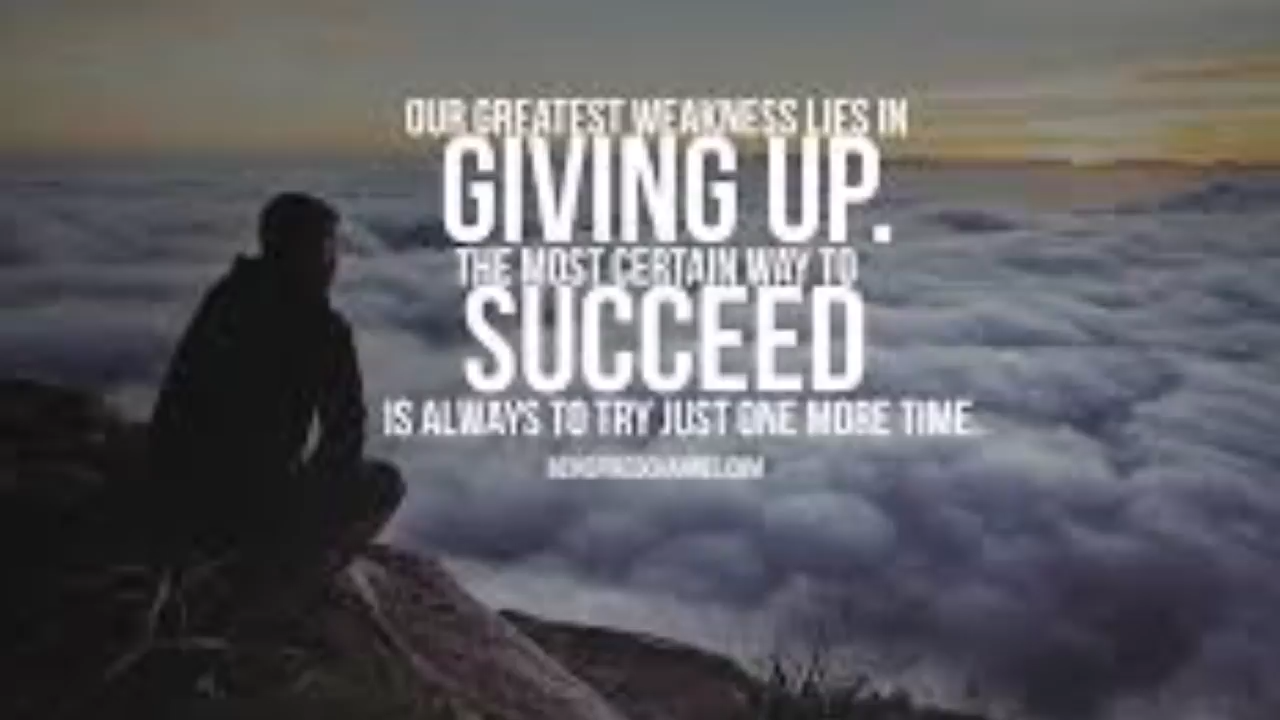 OUR GREATEST WEAKNESS LIES IN
GIVING UP.
THE MOST CERTAIN WAY TO
SUCCEED
IS ALWAYS TO TRY JUST ONE MORE TIME.